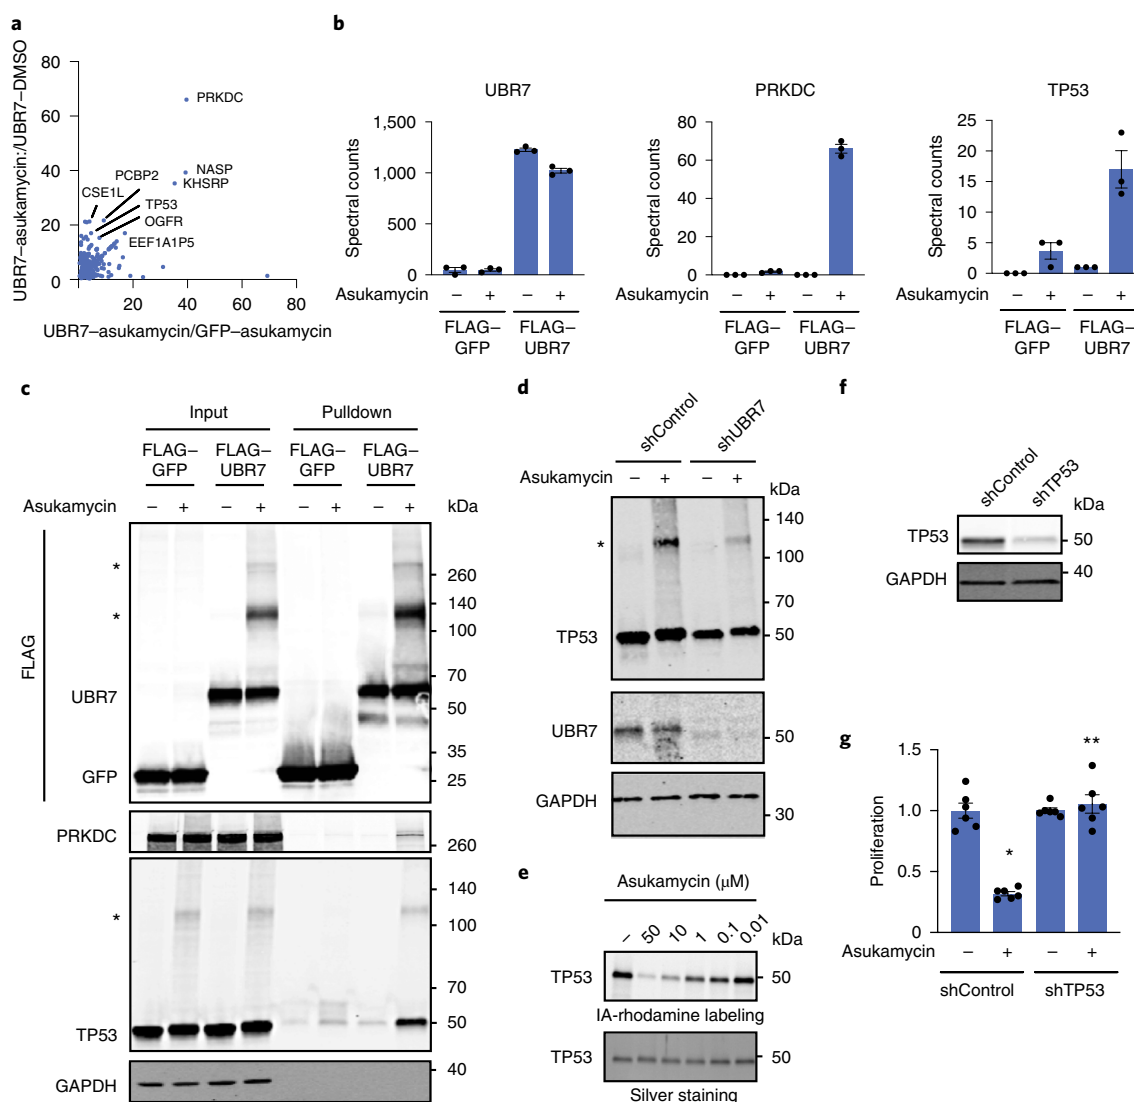 a
UBR7–asukamycin:/UBR7–DMSO
80
60
40
20
0
20
40
60
80
PRKDC
NASP
KHSRP
PCBP2
CSE1L
TP53
OGFR
EEF1A1P5
UBR7–asukamycin/GFP–asukamycin
b
UBR7
Spectral counts
1,500
1,000
500
0
Asukamycin
– + – +
FLAG–
GFP
FLAG–
UBR7
PRKDC
Spectral counts
80
60
40
20
0
Asukamycin
– + – +
FLAG–
GFP
FLAG–
UBR7
TP53
Spectral counts
25
20
15
10
5
0
Asukamycin
– + – +
FLAG–
GFP
FLAG–
UBR7
c
Input Pulldown
FLAG–
GFP
FLAG–
UBR7
FLAG–
GFP
FLAG–
UBR7
Asukamycin – + – + – + – + kDa
FLAG
*
260
*
140
100
70
UBR7
50
35
GFP
25
PRKDC
260
140
*
100
70
TP53
50
40
GAPDH
d
shControl
shUBR7
Asukamycin – + – +
kDa
140
*
100
70
TP53
50
UBR7
50
GAPDH
30
e
Asukamycin (μM)
– 50 10 1 0.1 0.01
kDa
TP53
50
IA-rhodamine labeling
TP53
50
Silver staining
f
shControl
shTP53
kDa
TP53
50
40
GAPDH
g
Proliferation
1.5
1.0
0.5
0
*
**
Asukamycin – + – +
shControl shTP53